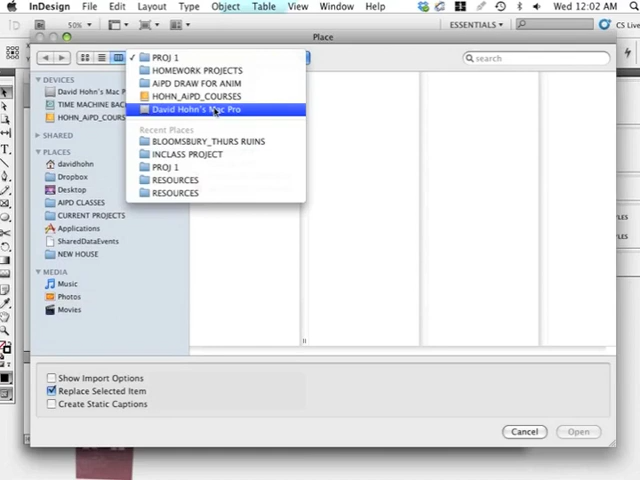 InDesign File Edit Layout Type Object Table View Wed 12:02 AM
50% ESSENTIALS CS Live
Place
search
PROJ 1
HOMEWORK PROJECTS
AiPD DRAW FOR ANIM
HOHN_AiPD_COURSES
David Hohn's Mac Pro
Recent Places
BLOOMSBURY_THURS RUINS
INCLASS PROJECT
PROJ 1
RESOURCES
RESOURCES
DEVICES
David Hohn's Mac P
TIME MACHINE BAC
HOHN_AiPD_COURS
SHARED
PLACES
davidhohn
Dropbox
Desktop
AIPD CLASSES
CURRENT PROJECTS
Applications
SharedDataEvents
NEW HOUSE
MEDIA
Music
Photos
Movies
Show Import Options
Replace Selected Item
Create Static Captions
Cancel Open